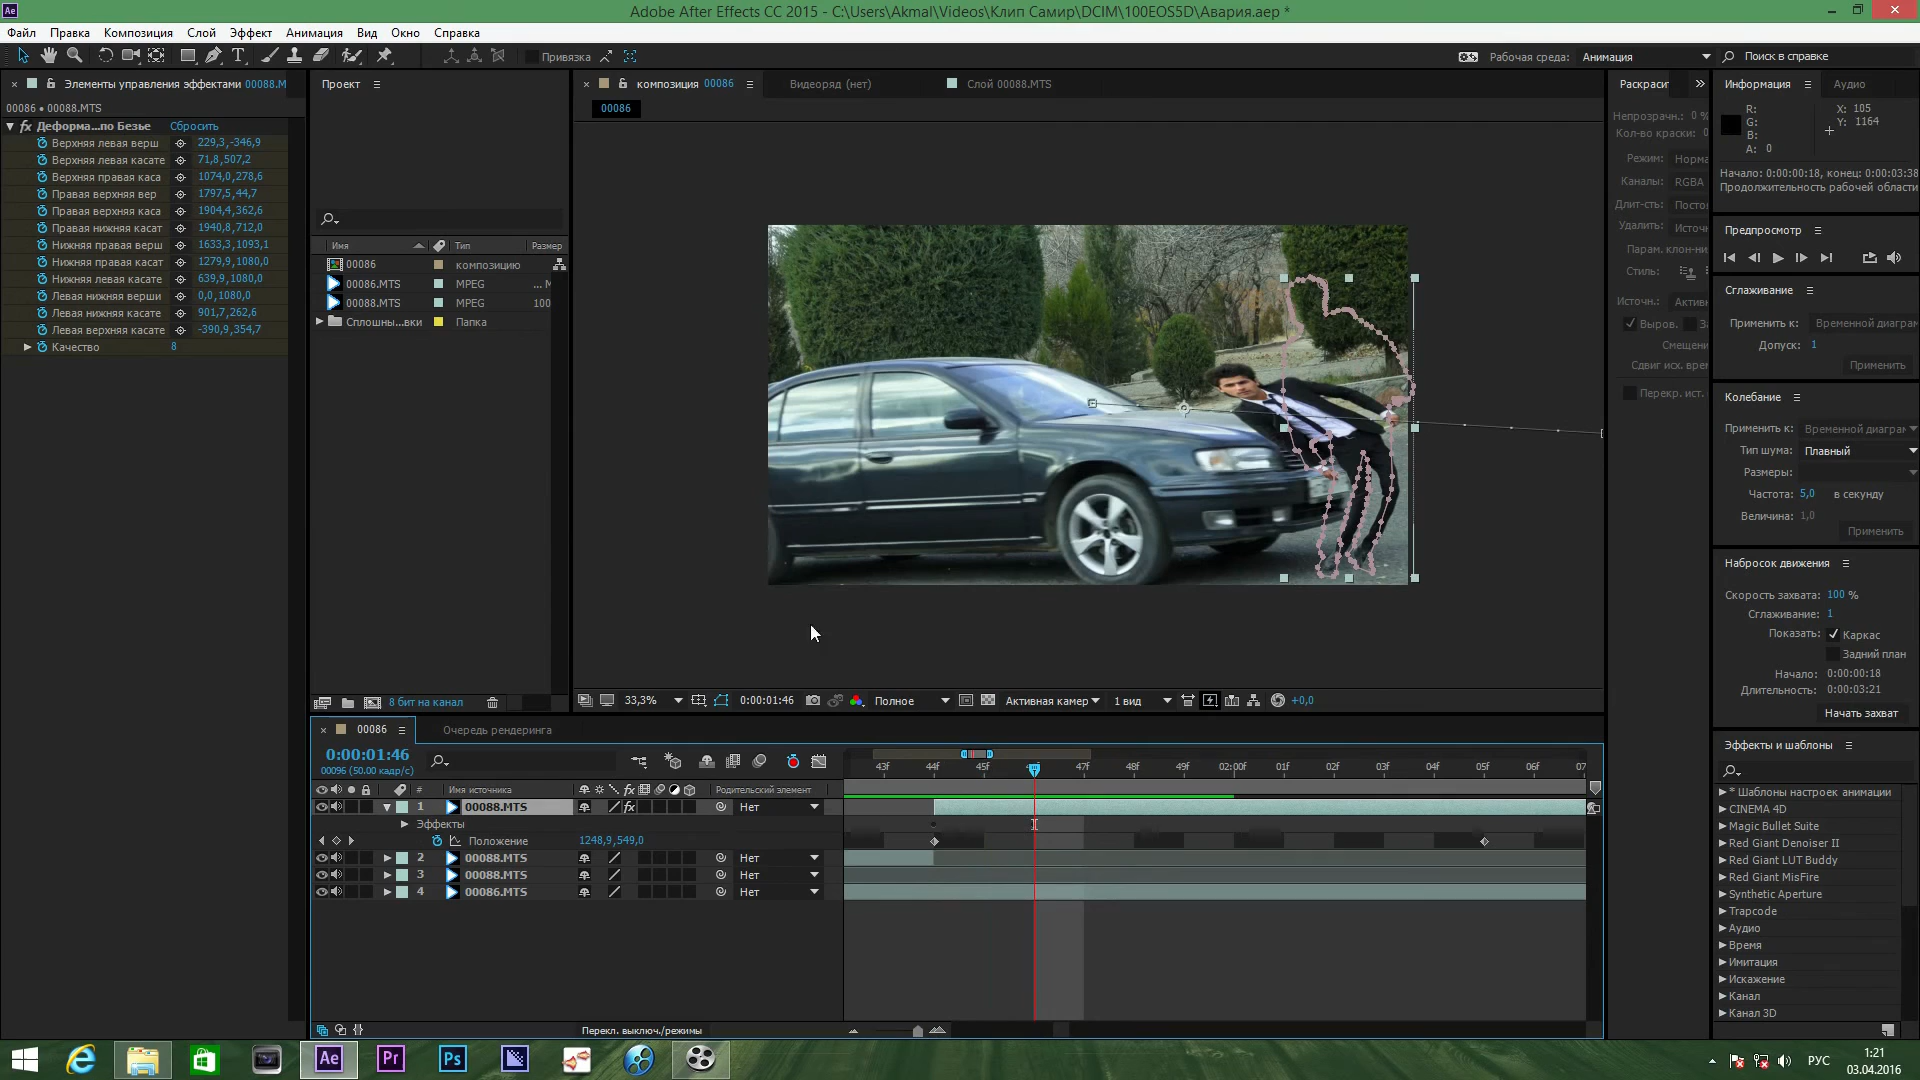 Adobe After Effects CC 2015 - C:\Users\Akmal\Videos\Клип Самир\DCIM\100EOS5D\Авария.aep *
Файл Правка Композиция Слой Эффект Анимация Вид Окно Справка
Привязка
Рабочая среда: Анимация
Поиск в справке
Элементы управления эффектами 00088.M
00086 • 00088.MTS
Деформа...по Безье Сбросить
Верхняя левая верш 229,3,-346,9
Верхняя левая касате 71,8,507,2
Верхняя правая каса 1074,0,278,6
Правая верхняя вер 1797,5,44,7
Правая верхняя каса 1904,4,362,6
Правая нижняя касат 1940,8,712,0
Нижняя правая верш 1633,3,1093,1
Нижняя правая касат 1279,9,1080,0
Нижняя левая касате 639,9,1080,0
Левая нижняя верши 0,0,1080,0
Левая нижняя касате 901,7,262,6
Левая верхняя касате -390,9,354,7
Качество 8
Проект
Имя Тип Размер
00086 композицию
00086.MTS MPEG ... М
00088.MTS MPEG 100
Сплошны...вки Папка
8 бит на канал
композиция 00086
Видеоряд (нет)
Слой 00088.MTS
00086
33,3% 0:00:01:46 Полное Активная камер 1 вид +0,0
Раскрасит
Непрозрачн.: 0 %
Кол-во краски: 0
Режим: Норма
Каналы: RGBA
Длит-сть: Посто
Удалить: Источн
Парам. клон-ния
Стиль:
Источн.: Актив
Выров. За
Смещени
Сдвиг исх. врем
Перекр. ист.
Информация Аудио
R: X: 105
G: Y: 1164
B:
A: 0
Начало: 0:00:00:18, конец: 0:00:03:38
Продолжительность рабочей области
Предпросмотр
Сглаживание
Применить к: Временной диаграм
Допуск: 1
Применить
Колебание
Применить к: Временной диаграм
Тип шума: Плавный
Размеры:
Частота: 5,0 в секунду
Величина: 1,0
Применить
Набросок движения
Скорость захвата: 100 %
Сглаживание: 1
Показать: Каркас
Задний план
Начало: 0:00:00:18
Длительность: 0:00:03:21
Начать захват
Эффекты и шаблоны
* Шаблоны настроек анимации
CINEMA 4D
Magic Bullet Suite
Red Giant Denoiser II
Red Giant LUT Buddy
Red Giant MisFire
Synthetic Aperture
Trapcode
Аудио
Время
Имитация
Искажение
Канал
Канал 3D
00086
Очередь рендеринга
0:00:01:46
00096 (50.00 кадр/с)
# Имя источника Родительский элемент
43f 44f 45f 47f 48f 49f 02:00f 01f 02f 03f 04f 05f 06f 07
1 00088.MTS Нет
Эффекты
Положение 1248,9,549,0
2 00088.MTS Нет
3 00088.MTS Нет
4 00086.MTS Нет
Перекл. выключ./режимы
Ae Pr Ps
РУС
1:21
03.04.2016